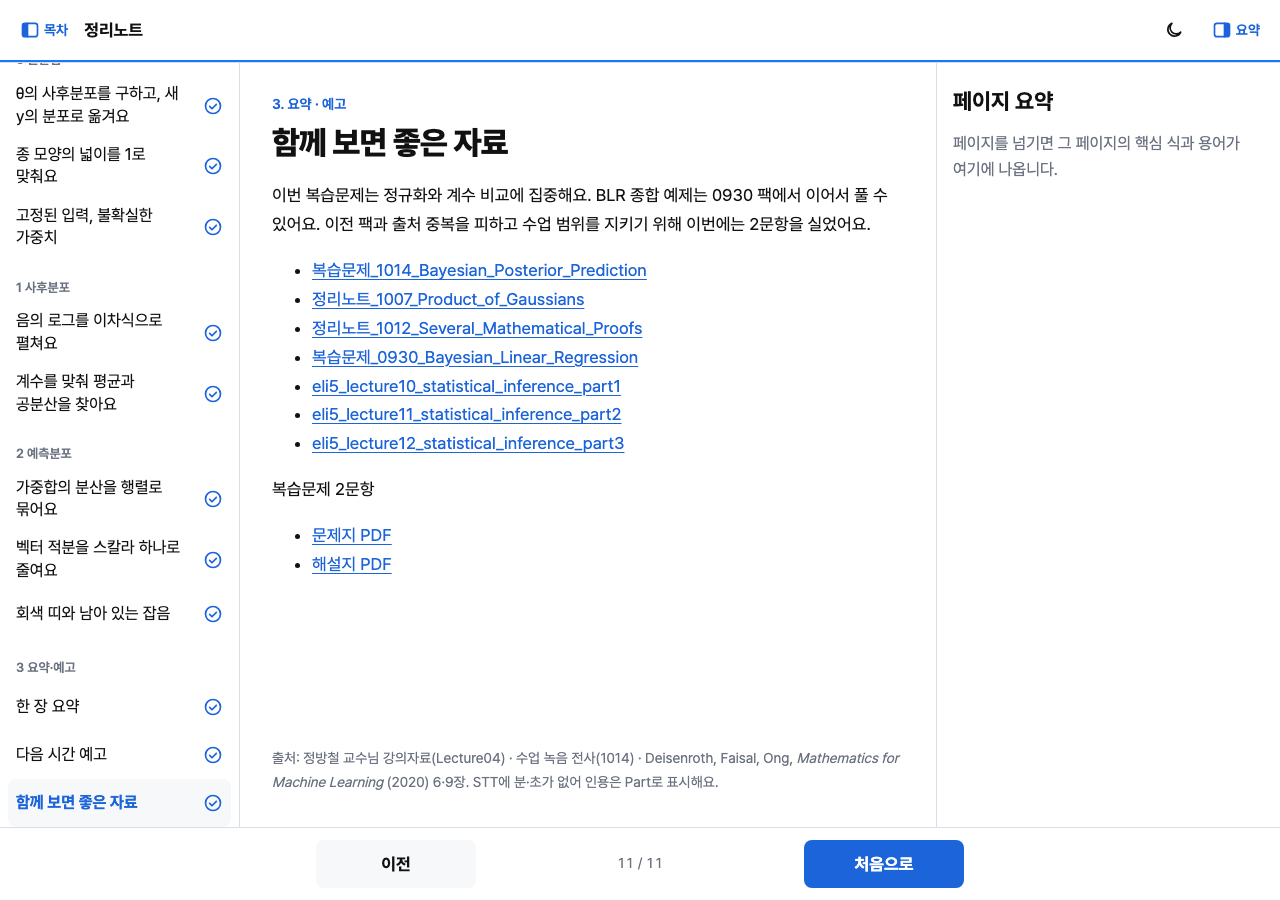 목차
정리노트
요약
θ의 사후분포를 구하고, 새
y의 분포로 옮겨요
종 모양의 넓이를 1로
맞춰요
고정된 입력, 불확실한
가중치
1 사후분포
음의 로그를 이차식으로
펼쳐요
계수를 맞춰 평균과
공분산을 찾아요
2 예측분포
가중합의 분산을 행렬로
묶어요
벡터 적분을 스칼라 하나로
줄여요
회색 띠와 남아 있는 잡음
3 요약·예고
한 장 요약
다음 시간 예고
함께 보면 좋은 자료
3. 요약 · 예고
함께 보면 좋은 자료
이번 복습문제는 정규화와 계수 비교에 집중해요. BLR 종합 예제는 0930 팩에서 이어서 풀 수
있어요. 이전 팩과 출처 중복을 피하고 수업 범위를 지키기 위해 이번에는 2문항을 실었어요.
복습문제_1014_Bayesian_Posterior_Prediction
정리노트_1007_Product_of_Gaussians
정리노트_1012_Several_Mathematical_Proofs
복습문제_0930_Bayesian_Linear_Regression
eli5_lecture10_statistical_inference_part1
eli5_lecture11_statistical_inference_part2
eli5_lecture12_statistical_inference_part3
복습문제 2문항
문제지 PDF
해설지 PDF
출처: 정방철 교수님 강의자료(Lecture04) · 수업 녹음 전사(1014) · Deisenroth, Faisal, Ong, Mathematics for
Machine Learning (2020) 6·9장. STT에 분·초가 없어 인용은 Part로 표시해요.
페이지 요약
페이지를 넘기면 그 페이지의 핵심 식과 용어가
여기에 나옵니다.
이전
11 / 11
처음으로